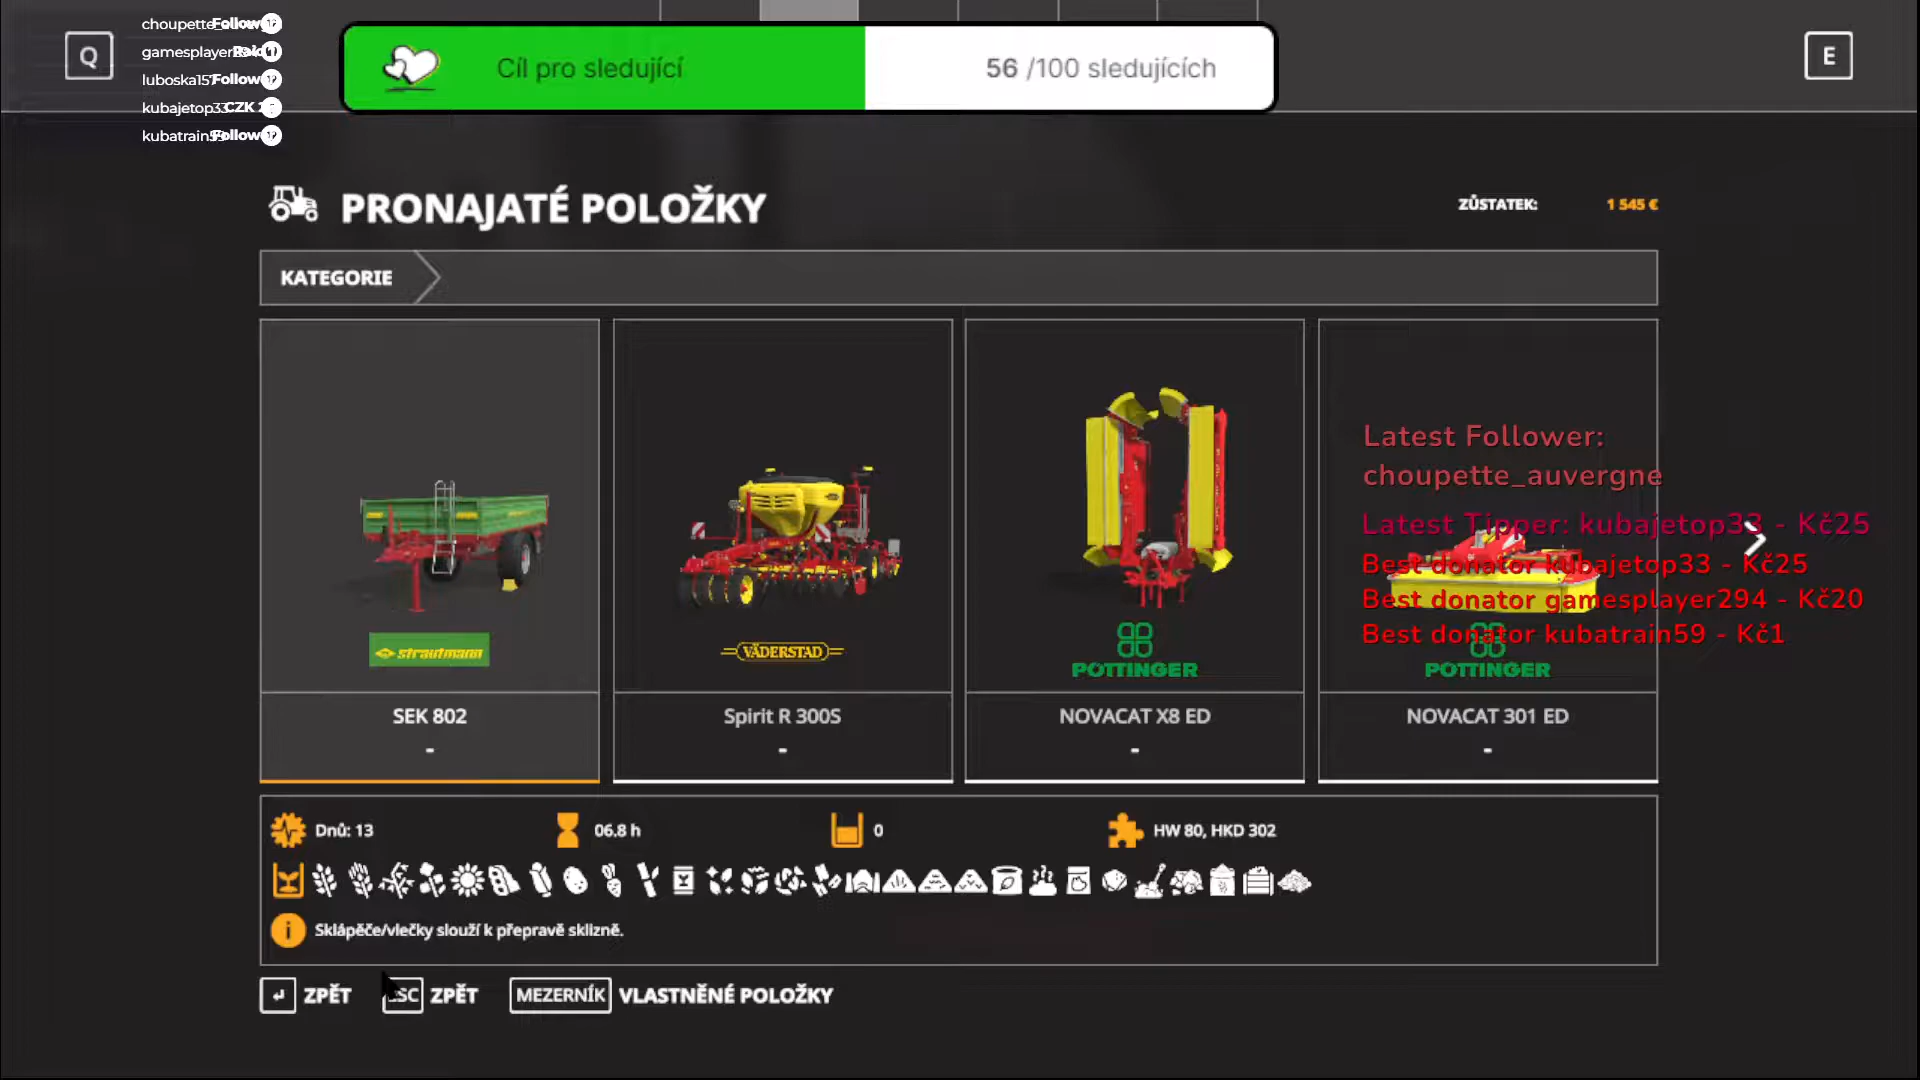 choupette_auverg Follow
gamesplayer
luboska157 Follow
kubajetop33 CZK
kubatrain59 Follow
Q
Cíl pro sledující
56 /100 sledujících
E
PRONAJATÉ POLOŽKY
ZŮSTATEK: 1 545 €
KATEGORIE
Latest Follower:
choupette_auvergne
Latest Tipper: kubajetop33 - Kč25
Best donator kubajetop33 - Kč25
Best donator gamesplayer294 - Kč20
Best donator kubatrain59 - Kč1
strautmann
VÄDERSTAD
PÖTTINGER
PÖTTINGER
SEK 802
Spirit R 300S
NOVACAT X8 ED
NOVACAT 301 ED
-
-
-
-
Dnů: 13
06.8 h
0
HW 80, HKD 302
Sklápěče/vlečky slouží k přepravě sklizně.
ZPĚT
ESC ZPĚT
MEZERNÍK VLASTNĚNÉ POLOŽKY